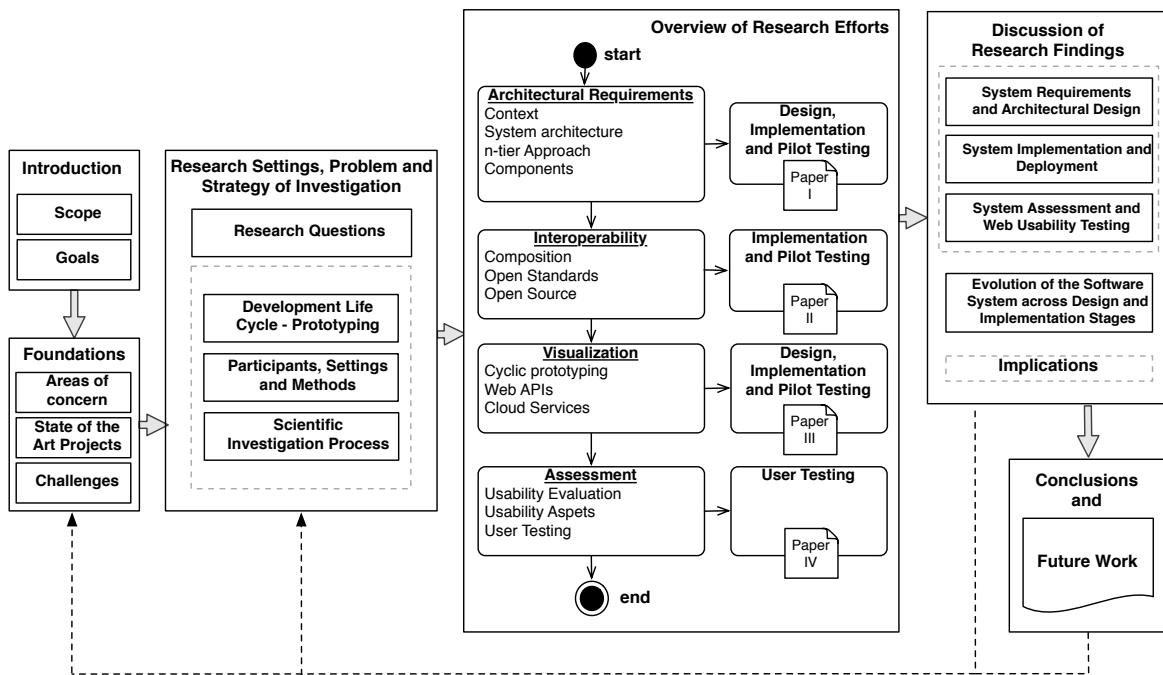 Introduction
Scope
Goals
Foundations
Areas of
concern
State of the
Art Projects
Challenges
Research Settings, Problem and
Strategy of Investigation
Research Questions
Development Life
Cycle - Prototyping
Participants, Settings
and Methods
Scientific
Investigation Process
Overview of Research Efforts
start
Architectural Requirements
Context
System architecture
n-tier Approach
Components
Design,
Implementation
and Pilot Testing
Paper
I
Interoperability
Composition
Open Standards
Open Source
Implementation
and Pilot Testing
Paper
II
Visualization
Cyclic prototyping
Web APIs
Cloud Services
Design,
Implementation
and Pilot Testing
Paper
III
Assessment
Usability Evaluation
Usability Aspets
User Testing
User Testing
Paper
IV
end
Discussion of
Research Findings
System Requirements
and Architectural Design
System Implementation and
Deployment
System Assessment and
Web Usability Testing
Evolution of the Software
System across Design and
Implementation Stages
Implications
Conclusions
and
Future Work